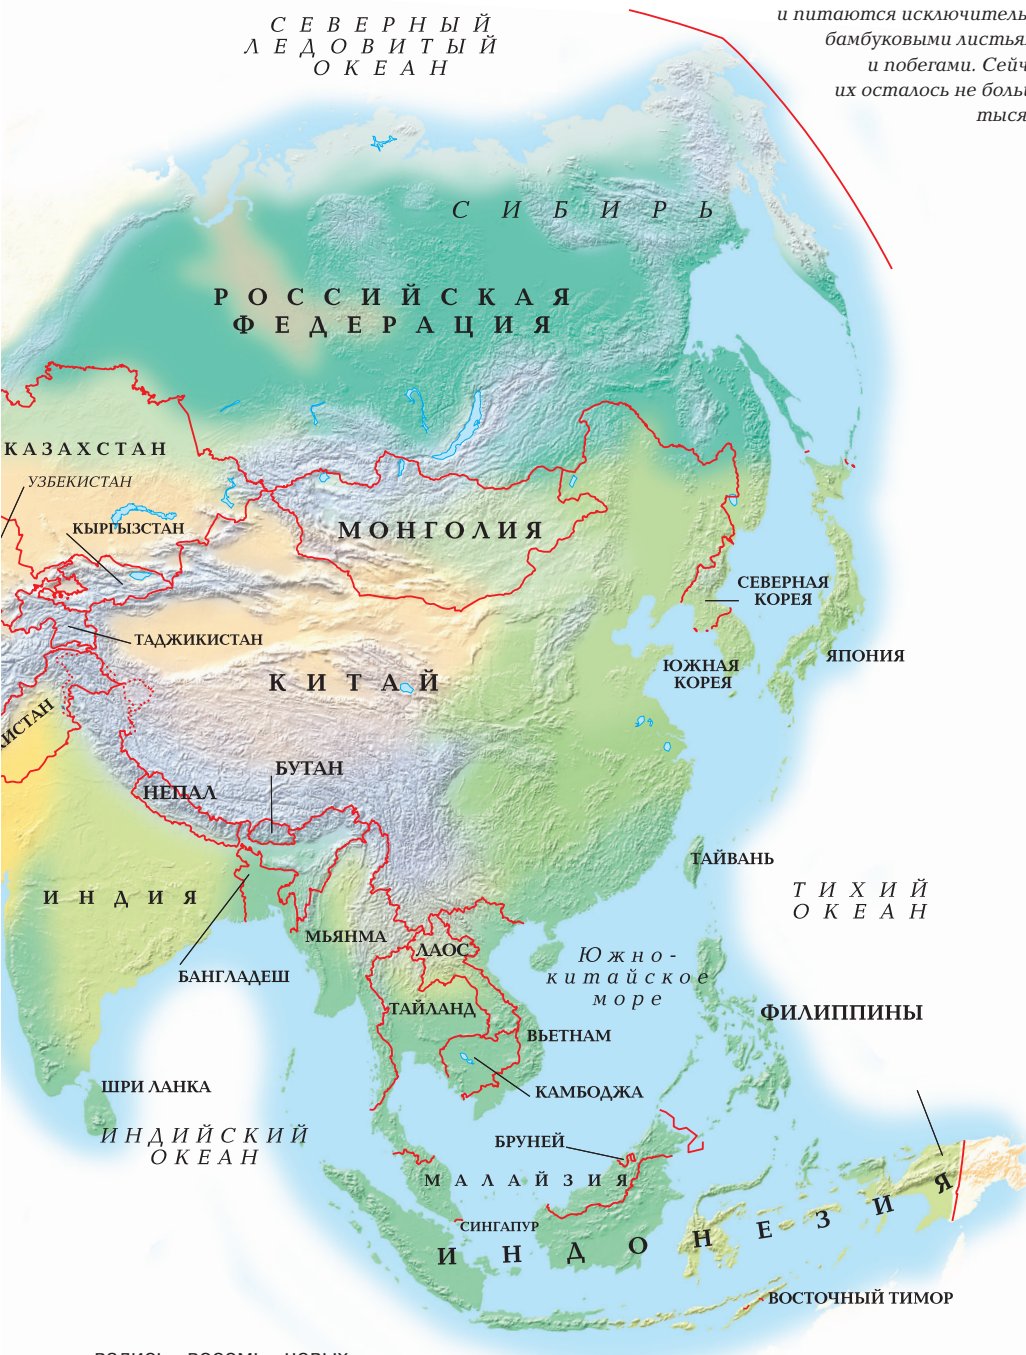 СЕВЕРНЫЙ
ЛЕДОВИТЫЙ
ОКЕАН
и питаются исключитель
бамбуковыми листья
и побегами. Сейч
их осталось не боль
тыся
СИБИРЬ
РОССИЙСКАЯ
ФЕДЕРАЦИЯ
КАЗАХСТАН
УЗБЕКИСТАН
КЫРГЫЗСТАН
МОНГОЛИЯ
СЕВЕРНАЯ
КОРЕЯ
ТАДЖИКИСТАН
ЯПОНИЯ
ЮЖНАЯ
КОРЕЯ
КИТАЙ
КИСТАН
БУТАН
НЕПАЛ
ТАЙВАНЬ
ТИХИЙ
ОКЕАН
ИНДИЯ
МЬЯНМА
ЛАОС
Южно-
китайское
море
БАНГЛАДЕШ
ТАЙЛАНД
ФИЛИППИНЫ
ВЬЕТНАМ
ШРИ ЛАНКА
КАМБОДЖА
ИНДИЙСКИЙ
ОКЕАН
БРУНЕЙ
МАЛАЙЗИЯ
СИНГАПУР
ИНДОНЕЗИЯ
ВОСТОЧНЫЙ ТИМОР